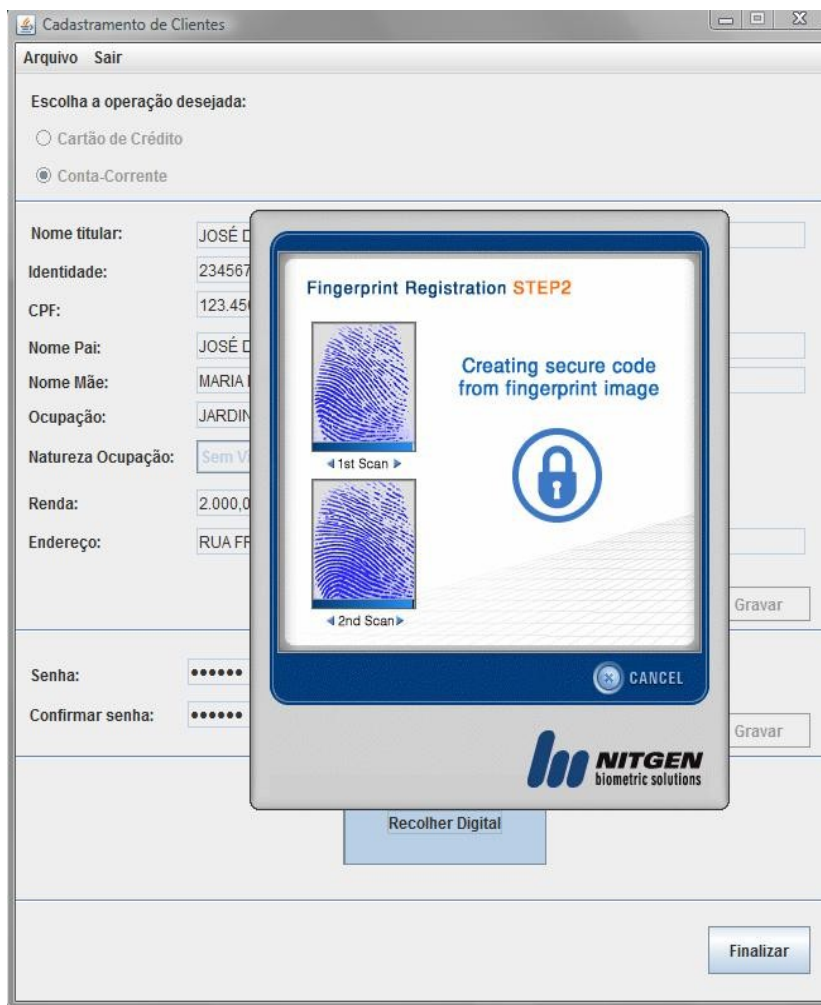 Cadastramento de Clientes
Arquivo Sair
Escolha a operação desejada:
Cartão de Crédito
Conta-Corrente
Nome titular: JOSÉ D
Identidade: 234567
CPF: 123.456
Nome Pai: JOSÉ D
Nome Mãe: MARIA
Ocupação: JARDIN
Natureza Ocupação: Sem Vi
Renda: 2.000,0
Endereço: RUA FR
Gravar
Senha: ••••••
Confirmar senha: ••••••
Gravar
Fingerprint Registration STEP2
Creating secure code
from fingerprint image
1st Scan
2nd Scan
CANCEL
NITGEN
biometric solutions
Recolher Digital
Finalizar